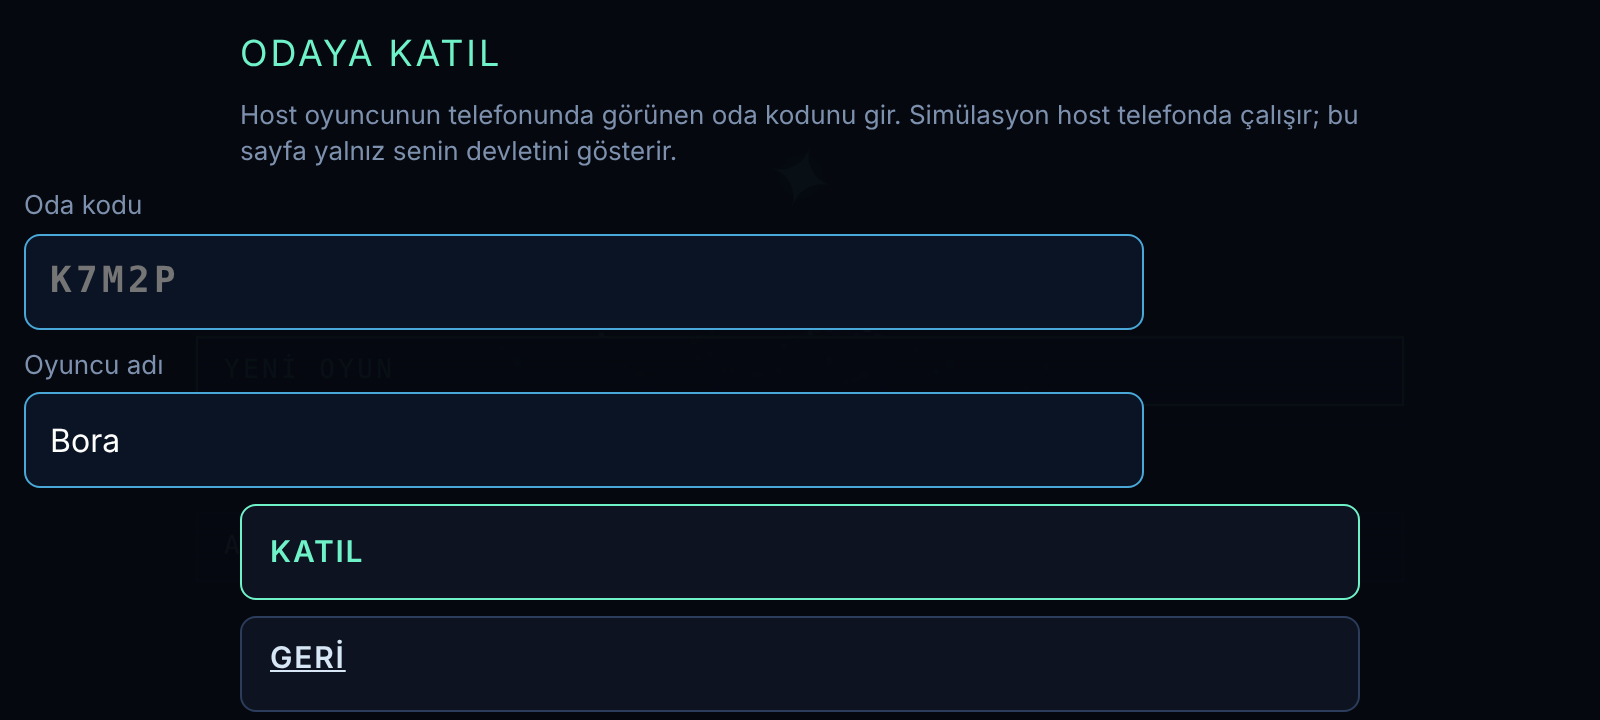 ODAYA KATIL
Host oyuncunun telefonunda görünen oda kodunu gir. Simülasyon host telefonda çalışır; bu
sayfa yalnız senin devletini gösterir.
Oda kodu
K7M2P
Oyuncu adı
YENİ OYUN
Bora
KATIL
GERİ